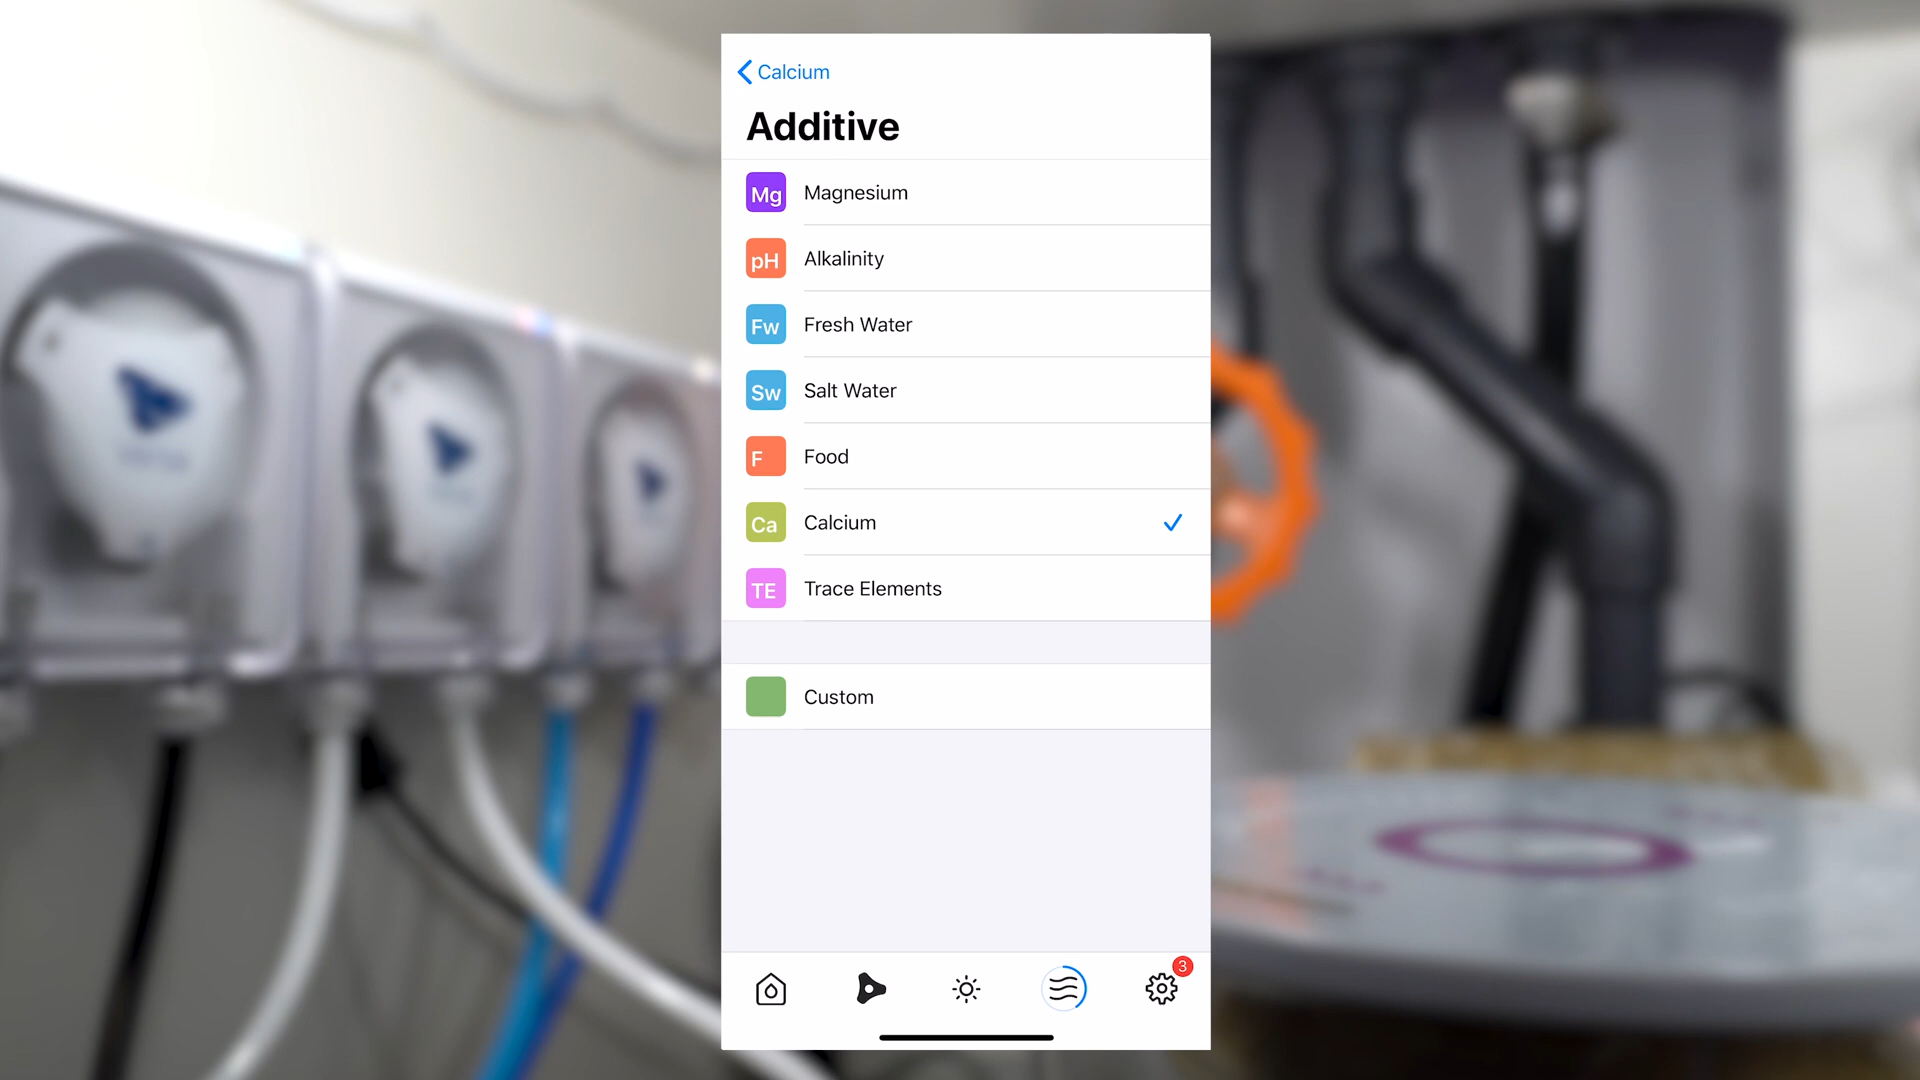 Calcium
Additive
Mg Magnesium
pH Alkalinity
Fw Fresh Water
Sw Salt Water
F Food
Ca Calcium
TE Trace Elements
Custom
3